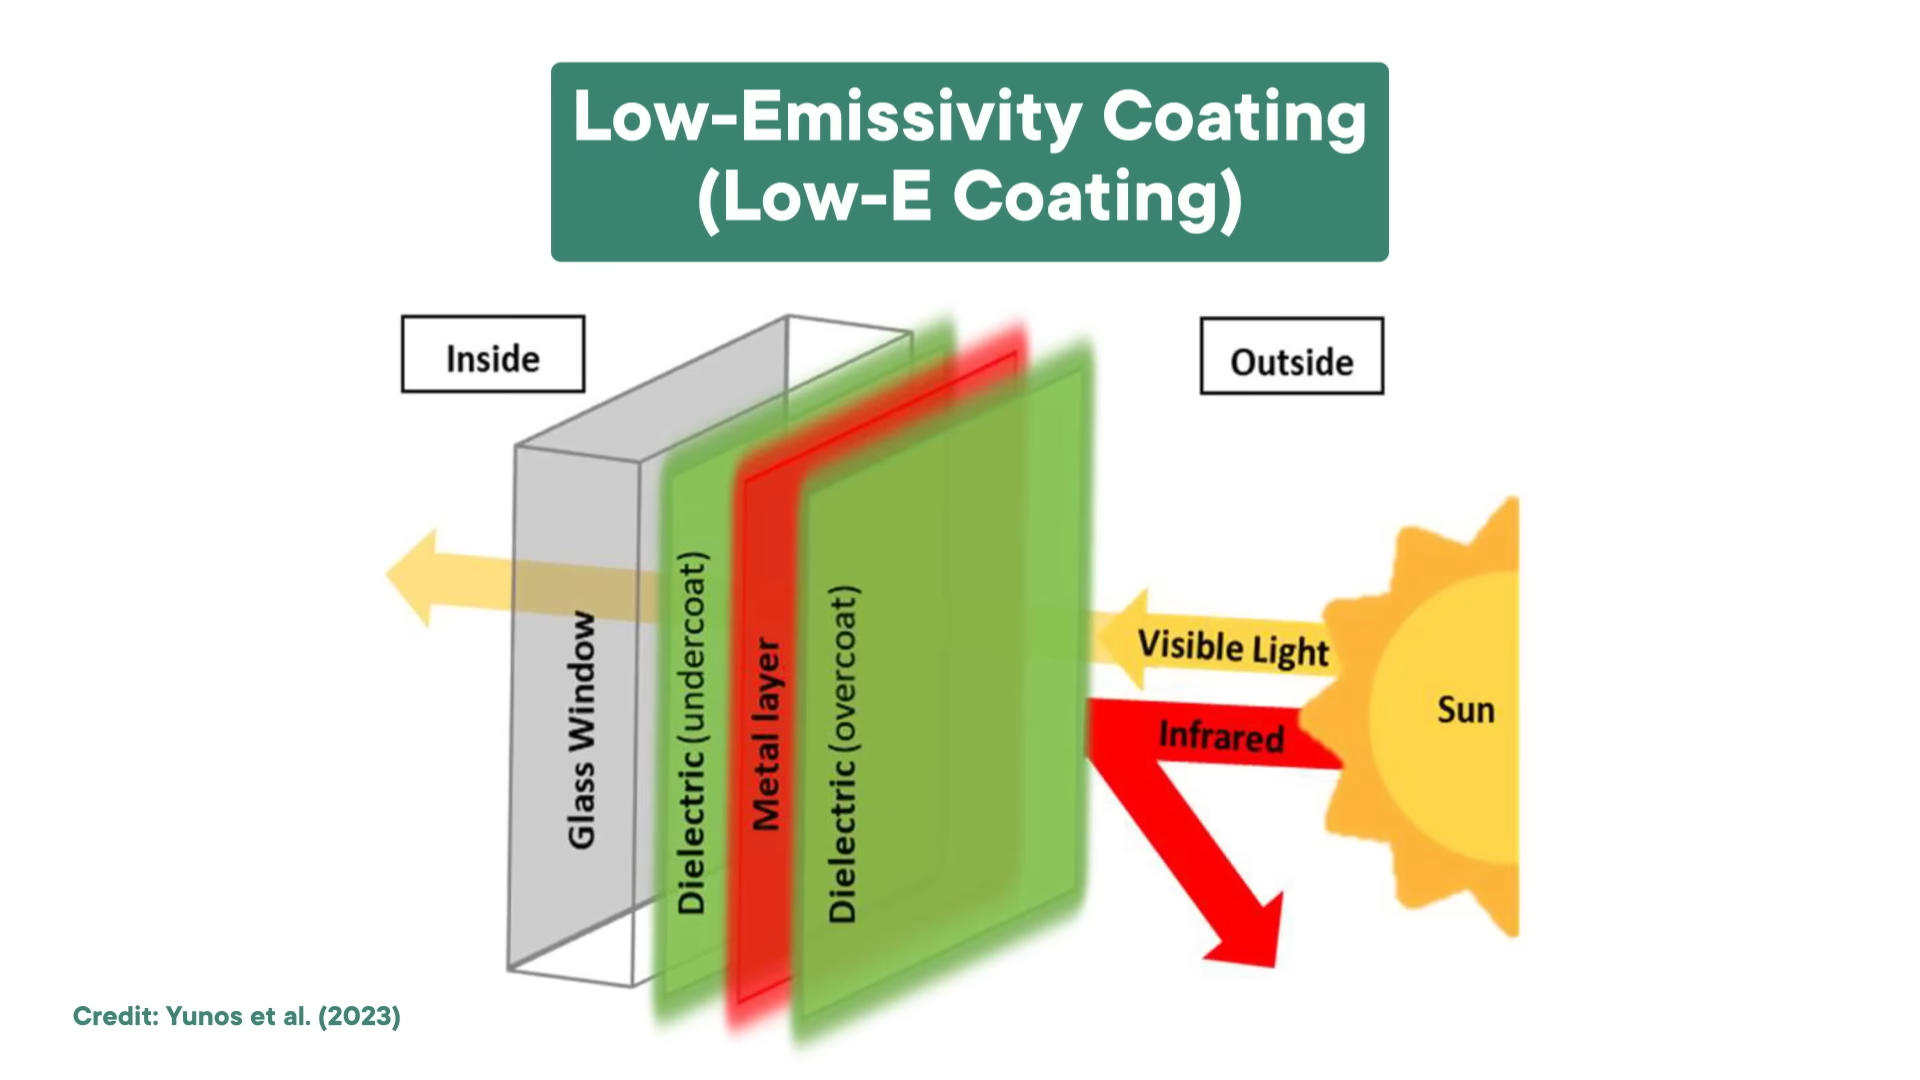 Low-Emissivity Coating
(Low-E Coating)
Inside
Outside
Glass Window
Dielectric (undercoat)
Metal layer
Dielectric (overcoat)
Visible Light
Infrared
Sun
Credit: Yunos et al. (2023)